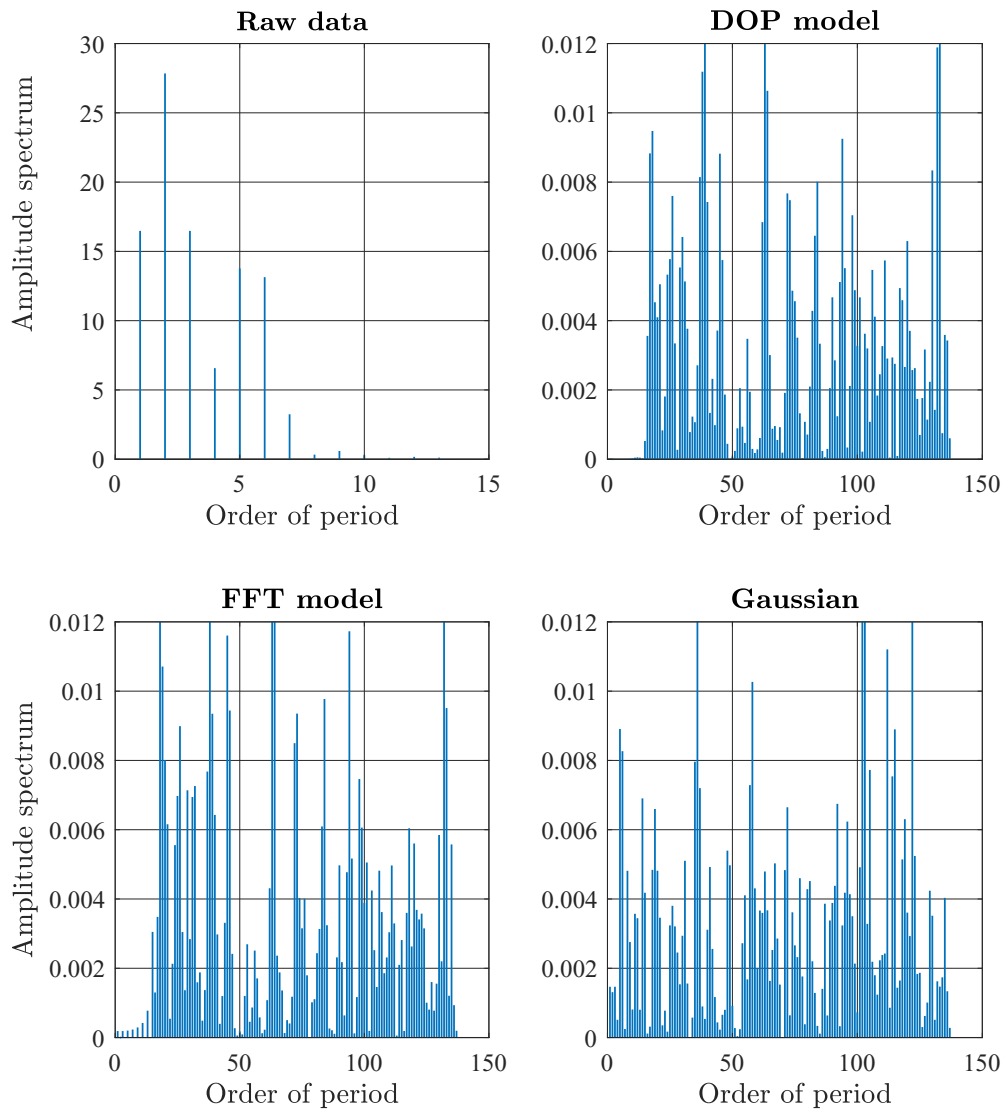 Raw data
30
25
20
15
10
5
0
Amplitude spectrum
0 5 10 15
Order of period
DOP model
0.012
0.01
0.008
0.006
0.004
0.002
0
0 50 100 150
Order of period
FFT model
0.012
0.01
0.008
0.006
0.004
0.002
0
Amplitude spectrum
0 50 100 150
Order of period
Gaussian
0.012
0.01
0.008
0.006
0.004
0.002
0
0 50 100 150
Order of period